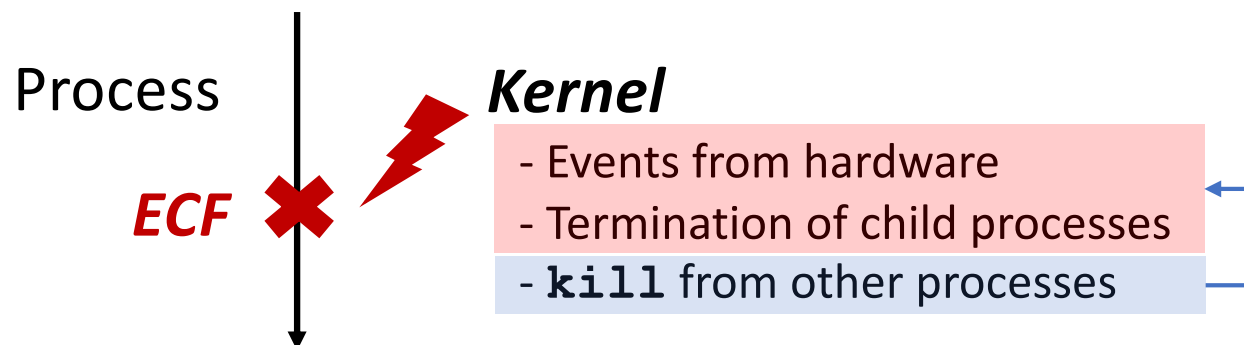 Process
Kernel
- Events from hardware
ECF
- Termination of child processes
- kill from other processes